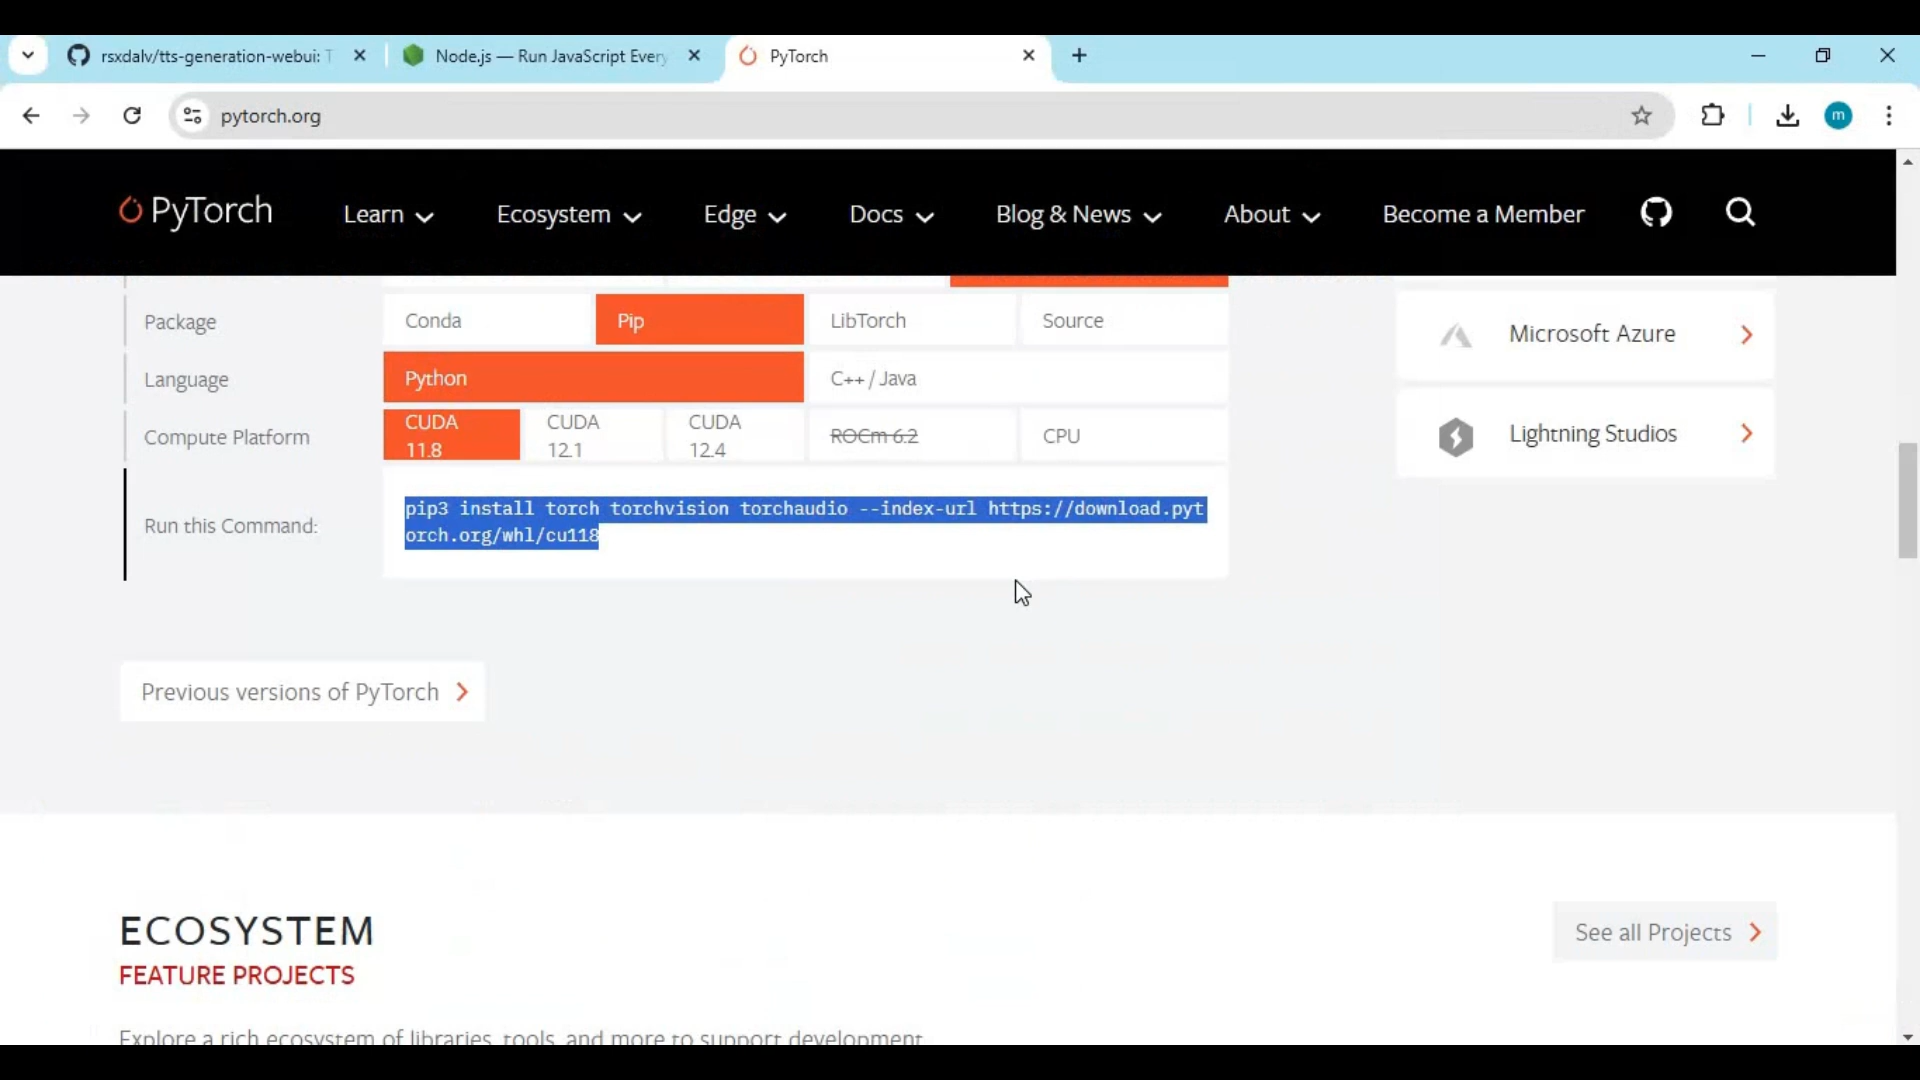 rsxdalv/tts-generation-webui: T
Node.js — Run JavaScript Every
PyTorch
pytorch.org
m
PyTorch
Learn
Ecosystem
Edge
Docs
Blog & News
About
Become a Member
Package
Conda
Pip
LibTorch
Source
Language
Python
C++ / Java
Compute Platform
CUDA
11.8
CUDA
12.1
CUDA
12.4
ROCm 6.2
CPU
Run this Command:
pip3 install torch torchvision torchaudio --index-url https://download.pyt
orch.org/whl/cu118
Microsoft Azure
Lightning Studios
Previous versions of PyTorch
ECOSYSTEM
FEATURE PROJECTS
See all Projects
Explore a rich ecosystem of libraries, tools, and more to support development.